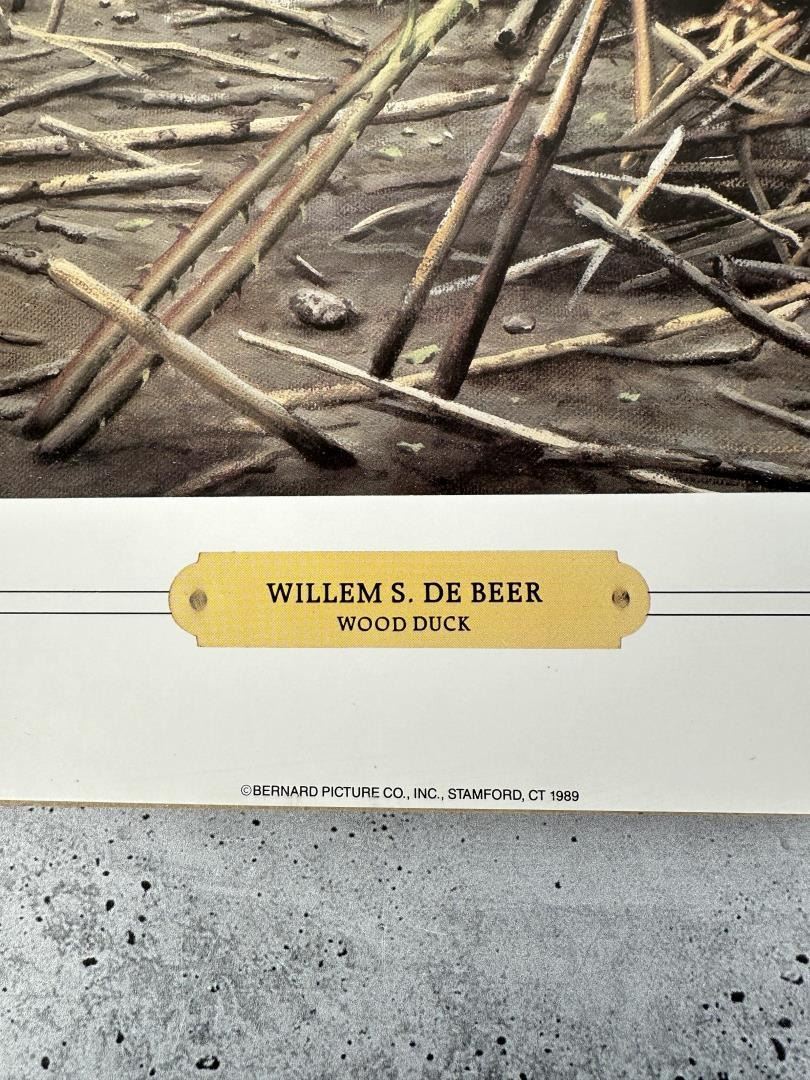 WILLEM S. DE BEER
WOOD DUCK
©BERNARD PICTURE CO., INC., STAMFORD, CT 1989